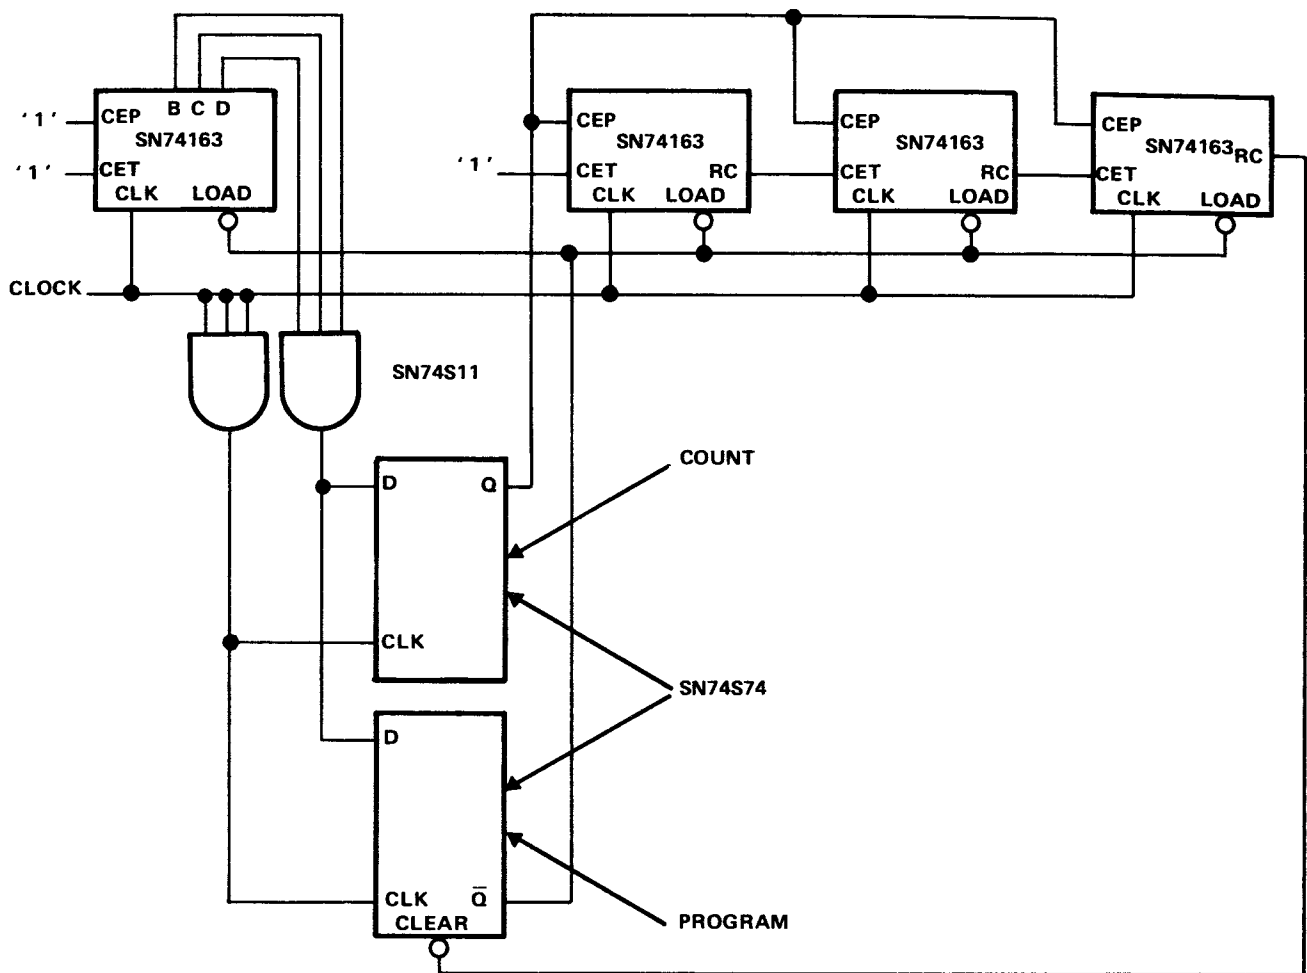 B C D
'1' CEP
SN74163
'1' CET
CLK LOAD
CEP
SN74163
'1' CET RC
CLK LOAD
CEP
SN74163
CET RC
CLK LOAD
CEP
SN74163 RC
CET
CLK LOAD
CLOCK
SN74S11
D Q
CLK
COUNT
SN74S74
D
CLK Q̅
CLEAR
PROGRAM